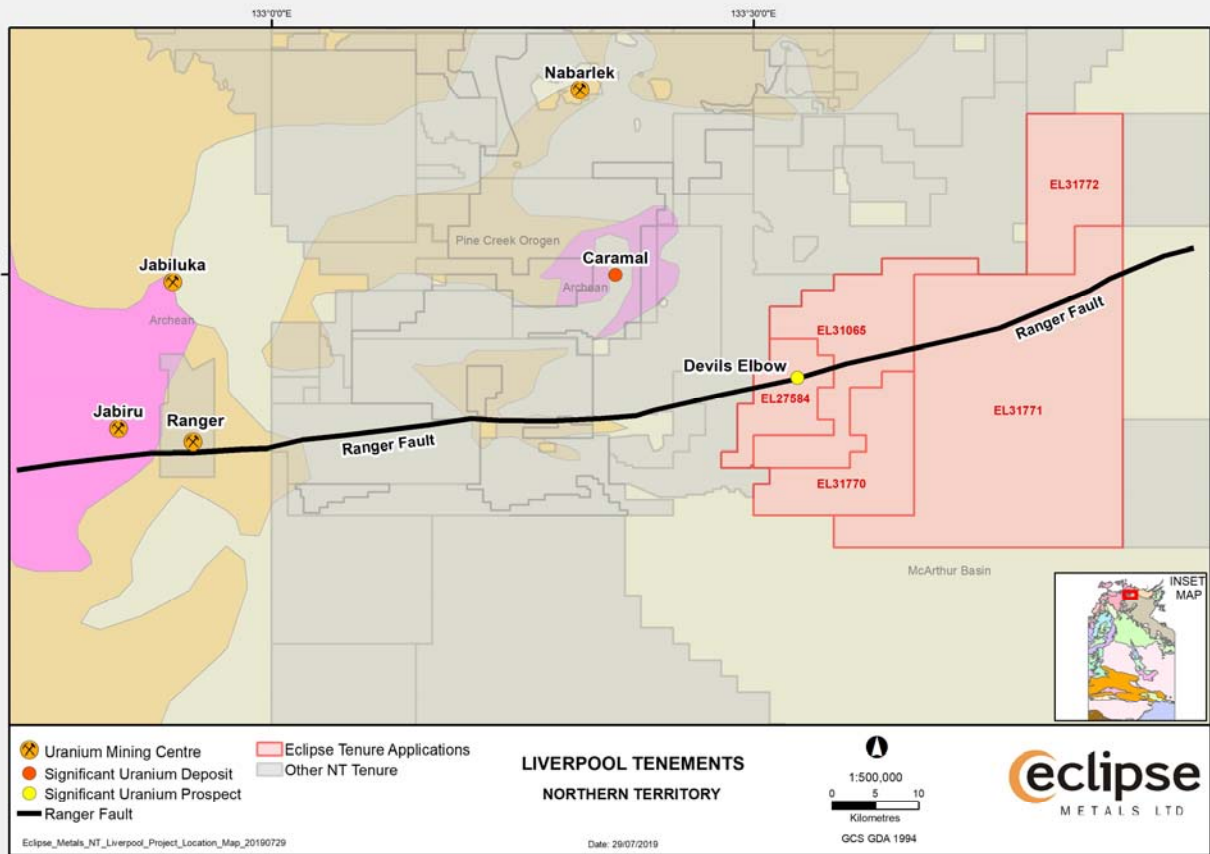 133°0'0"E
133°30'0"E
Nabarlek
EL31772
Pine Creek Orogen
Caramal
Jabiluka
Archean
Archean
Ranger Fault
EL31065
Devils Elbow
EL27584
EL31771
Jabiru
Ranger
Ranger Fault
EL31770
McArthur Basin
INSET
MAP
Uranium Mining Centre
Significant Uranium Deposit
Significant Uranium Prospect
Ranger Fault
Eclipse Tenure Applications
Other NT Tenure
LIVERPOOL TENEMENTS
NORTHERN TERRITORY
1:500,000
0 5 10
Kilometres
GCS GDA 1994
eclipse
METALS LTD
Eclipse_Metals_NT_Liverpool_Project_Location_Map_20190729
Date: 29/07/2019